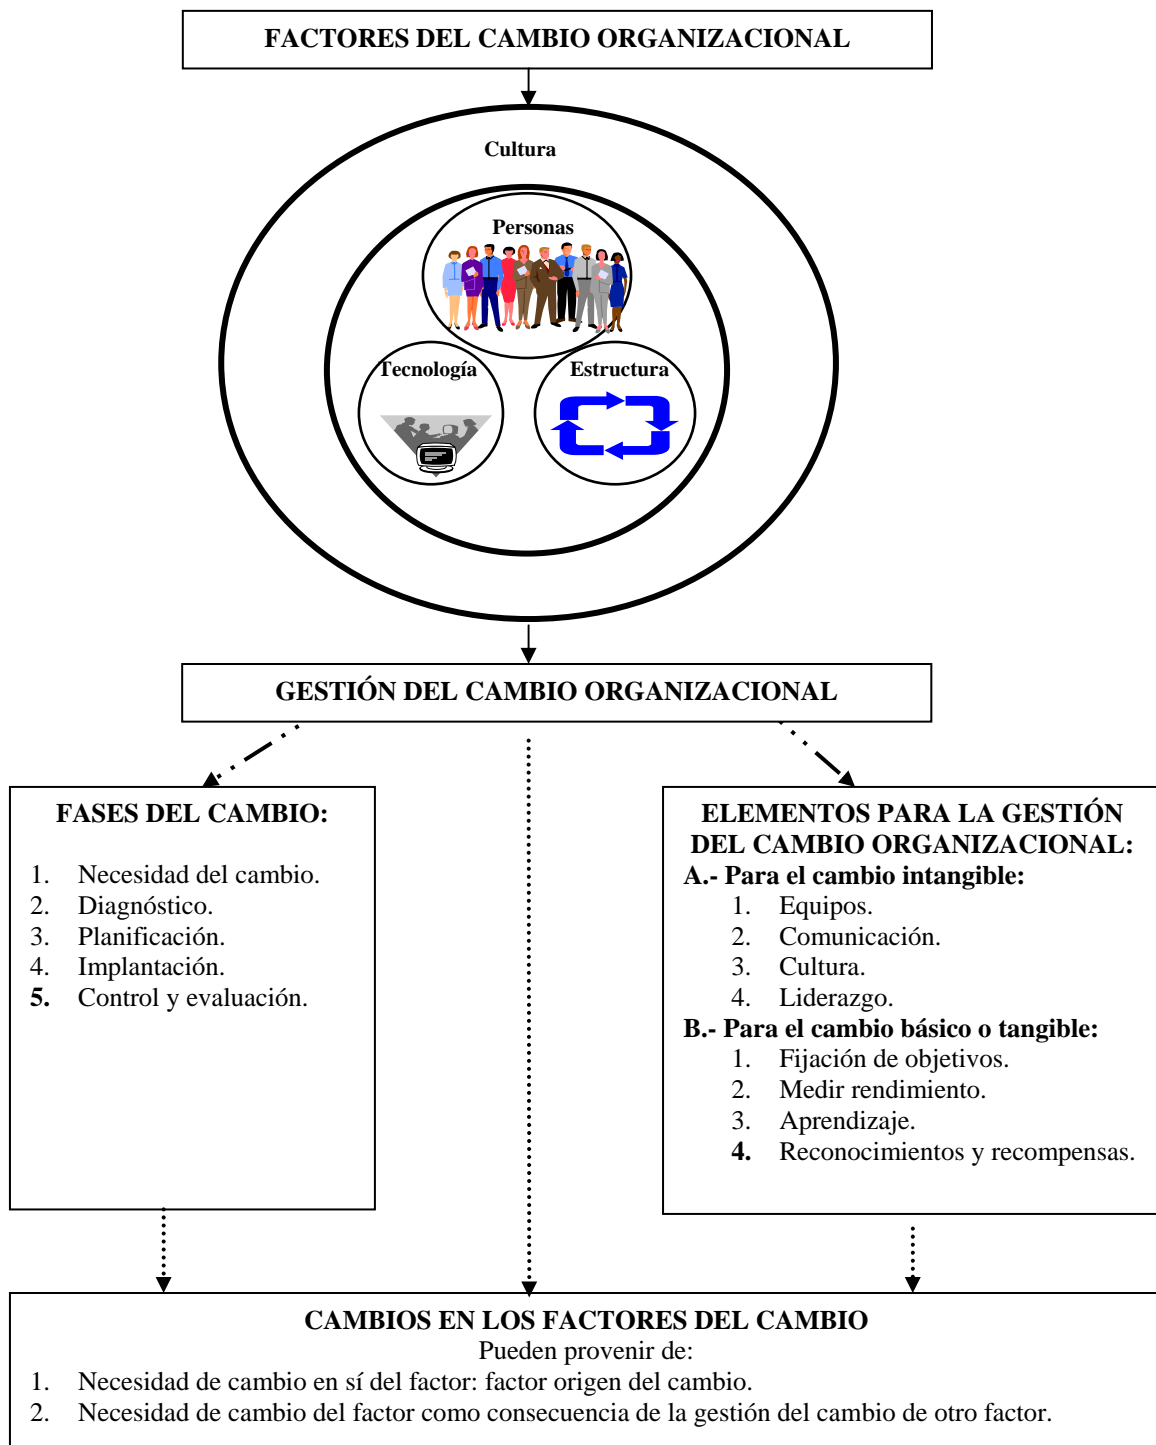 FACTORES DEL CAMBIO ORGANIZACIONAL
Cultura
Personas
Tecnología
Estructura
GESTIÓN DEL CAMBIO ORGANIZACIONAL
FASES DEL CAMBIO:
1. Necesidad del cambio.
2. Diagnóstico.
3. Planificación.
4. Implantación.
5. Control y evaluación.
ELEMENTOS PARA LA GESTIÓN
DEL CAMBIO ORGANIZACIONAL:
A.- Para el cambio intangible:
1. Equipos.
2. Comunicación.
3. Cultura.
4. Liderazgo.
B.- Para el cambio básico o tangible:
1. Fijación de objetivos.
2. Medir rendimiento.
3. Aprendizaje.
4. Reconocimientos y recompensas.
CAMBIOS EN LOS FACTORES DEL CAMBIO
Pueden provenir de:
1. Necesidad de cambio en sí del factor: factor origen del cambio.
2. Necesidad de cambio del factor como consecuencia de la gestión del cambio de otro factor.